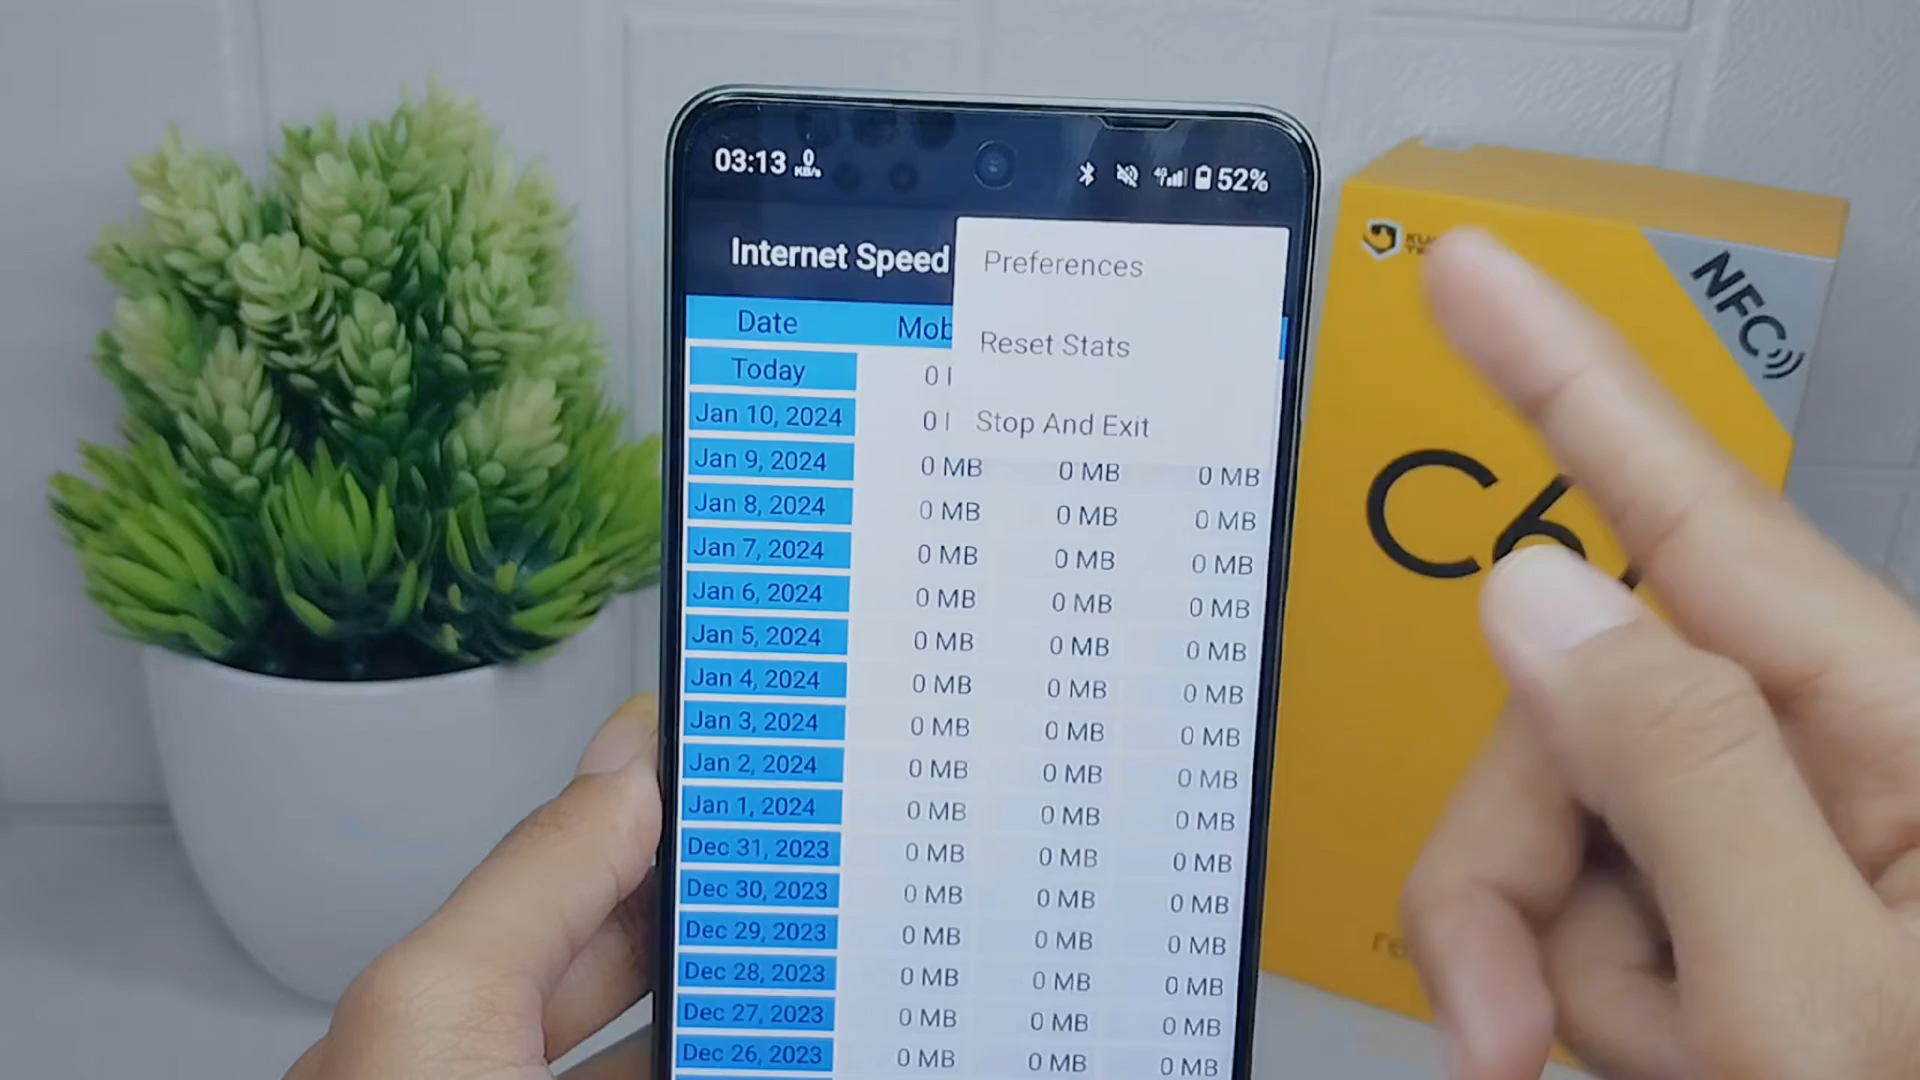 03:13 0 KB/s 4G 52%
Internet Speed
Preferences
Reset Stats
Stop And Exit
Date Mob
Today 0
Jan 10, 2024 0
Jan 9, 2024 0 MB 0 MB 0 MB
Jan 8, 2024 0 MB 0 MB 0 MB
Jan 7, 2024 0 MB 0 MB 0 MB
Jan 6, 2024 0 MB 0 MB 0 MB
Jan 5, 2024 0 MB 0 MB 0 MB
Jan 4, 2024 0 MB 0 MB 0 MB
Jan 3, 2024 0 MB 0 MB 0 MB
Jan 2, 2024 0 MB 0 MB 0 MB
Jan 1, 2024 0 MB 0 MB 0 MB
Dec 31, 2023 0 MB 0 MB 0 MB
Dec 30, 2023 0 MB 0 MB 0 MB
Dec 29, 2023 0 MB 0 MB 0 MB
Dec 28, 2023 0 MB 0 MB 0 MB
Dec 27, 2023 0 MB 0 MB 0 MB
Dec 26, 2023 0 MB 0 MB 0 MB
NFC
C6